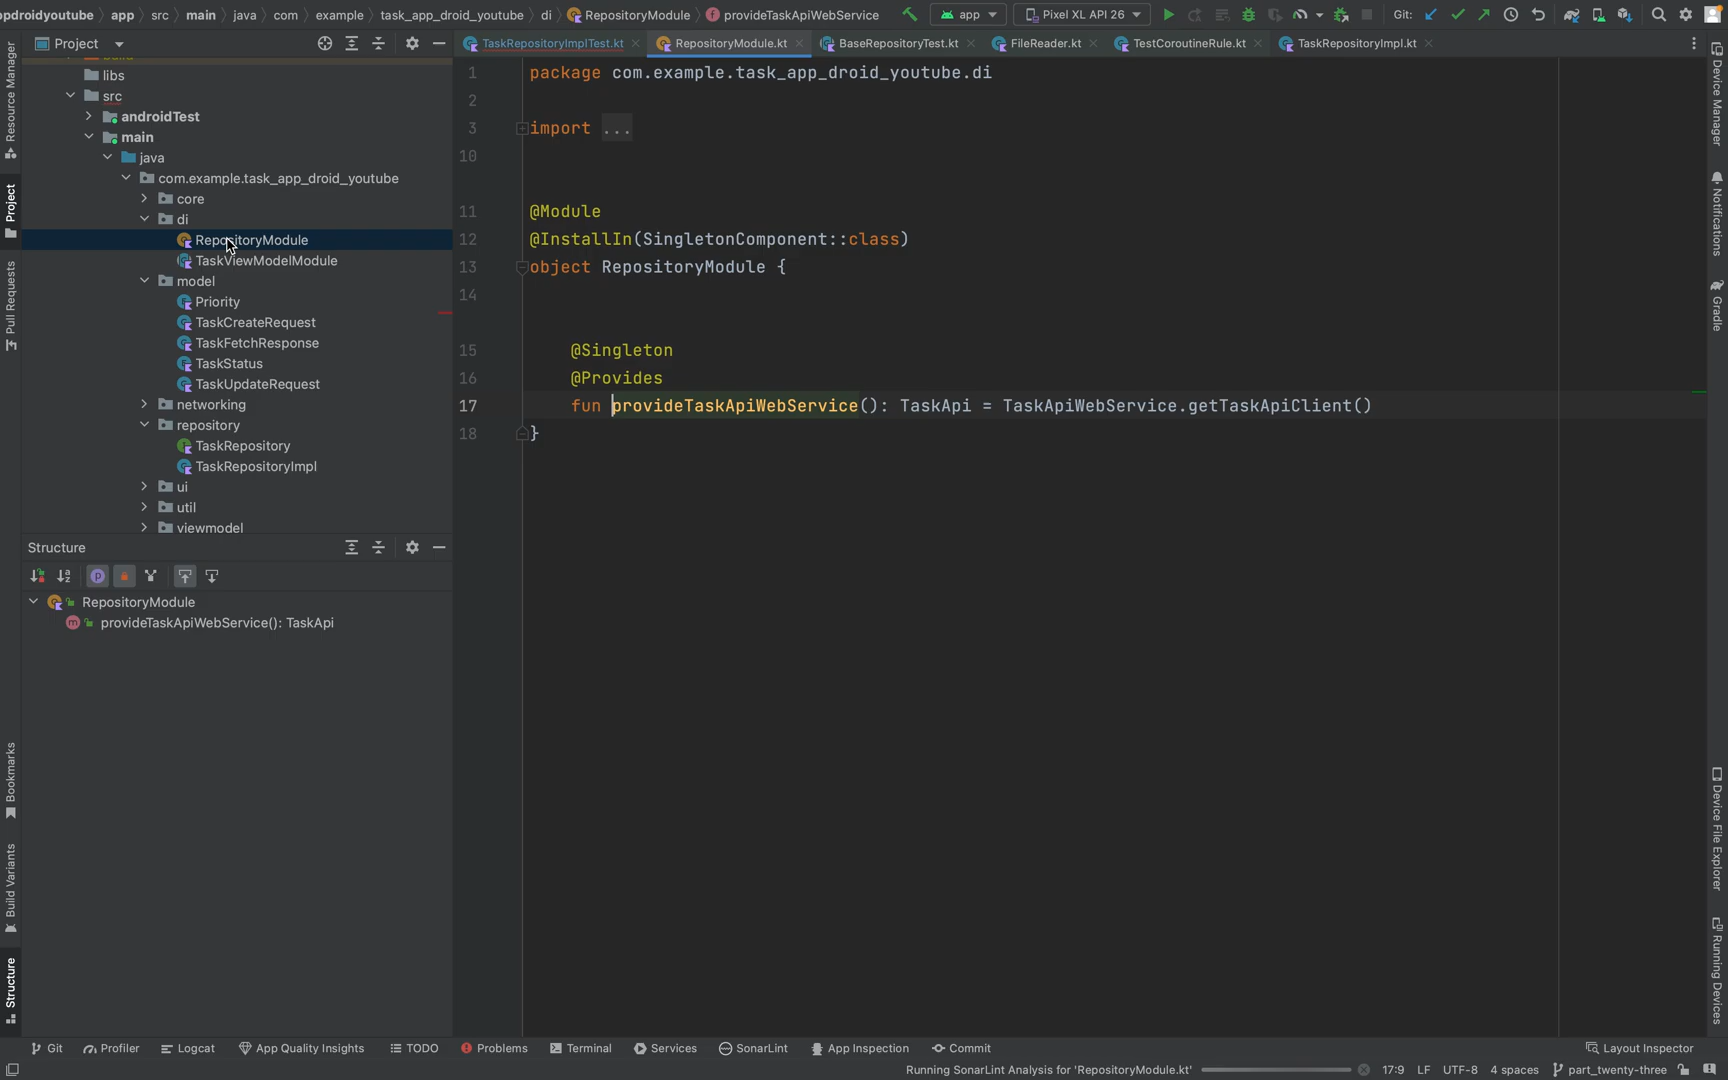 pdroidyoutube app src main java com example task_app_droid_youtube di RepositoryModule provideTaskApiWebService app Pixel XL API 26 Git:
Resource Manager
Project
Pull Requests
Bookmarks
Build Variants
Structure
Project
libs
src
androidTest
main
java
com.example.task_app_droid_youtube
core
di
RepositoryModule
TaskViewModelModule
model
Priority
TaskCreateRequest
TaskFetchResponse
TaskStatus
TaskUpdateRequest
networking
repository
TaskRepository
TaskRepositoryImpl
ui
util
viewmodel
Structure
RepositoryModule
provideTaskApiWebService(): TaskApi
TaskRepositoryImplTest.kt RepositoryModule.kt BaseRepositoryTest.kt FileReader.kt TestCoroutineRule.kt TaskRepositoryImpl.kt
1 package com.example.task_app_droid_youtube.di
2
3 import ...
10
11 @Module
12 @InstallIn(SingletonComponent::class)
13 object RepositoryModule {
14
15 @Singleton
16 @Provides
17 fun provideTaskApiWebService(): TaskApi = TaskApiWebService.getTaskApiClient()
18 }
Device Manager
Notifications
Gradle
Device File Explorer
Running Devices
Git Profiler Logcat App Quality Insights TODO Problems Terminal Services SonarLint App Inspection Commit Layout Inspector
Running SonarLint Analysis for 'RepositoryModule.kt' 17:9 LF UTF-8 4 spaces part_twenty-three